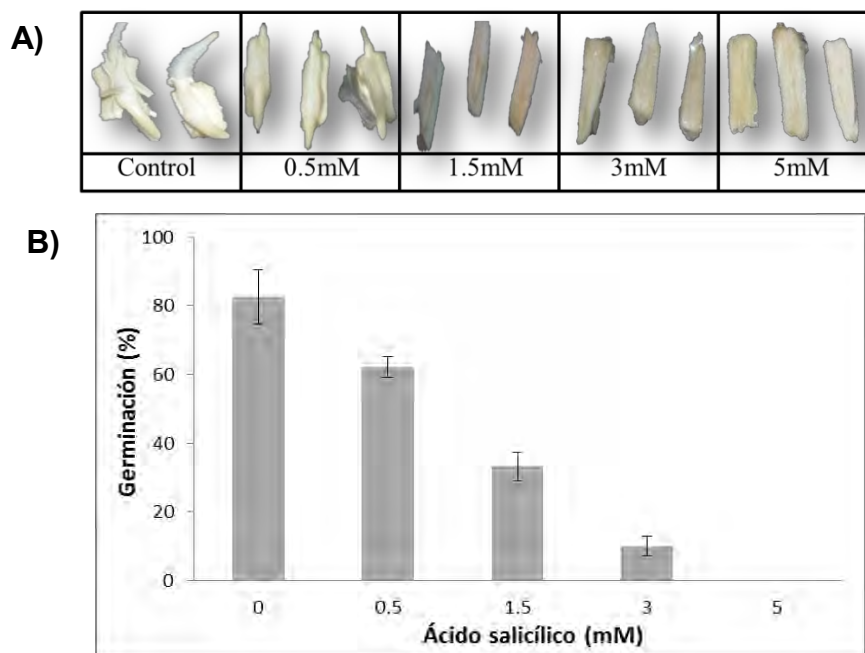 A)
Control 0.5mM 1.5mM 3mM 5mM
B)
100
80
60
40
20
0
Germinación (%)
0 0.5 1.5 3 5
Ácido salicílico (mM)